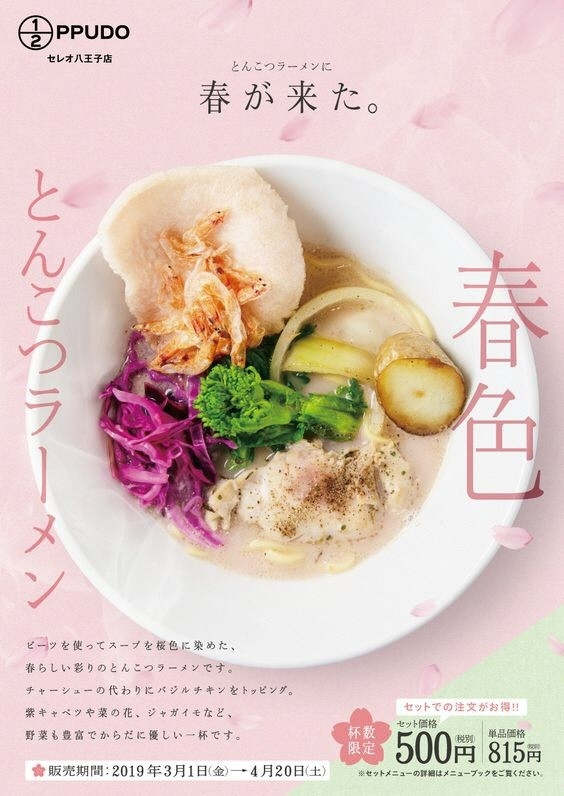 1/2 PPUDO
セレオ八王子店
とんこつラーメンに
春が来た。
春色
とんこつラーメン
ビーツを使ってスープを桜色に染めた、
春らしい彩りのとんこつラーメンです。
チャーシューの代わりにバジルチキンをトッピング。
紫キャベツや菜の花、ジャガイモなど、
野菜も豊富でからだに優しい一杯です。
販売期間:2019年3月1日(金)→4月20日(土)
杯数
限定
セットでの注文がお得!!
セット価格
500円(税別)
単品価格
815円(税別)
※セットメニューの詳細はメニューブックをご覧ください。